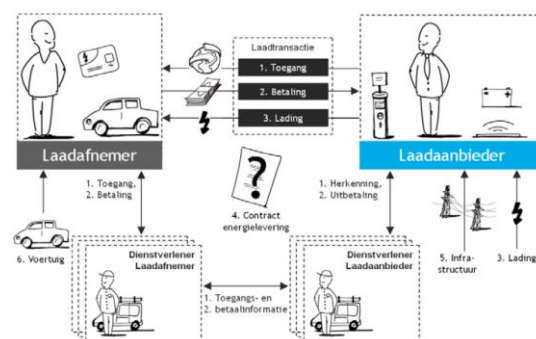 Laadtransactie
1. Toegang
2. Betaling
3. Lading
Laadafnemer
Laadaanbieder
1. Toegang,
2. Betaling
4. Contract
energielevering
1. Herkenning,
2. Uitbetaling
6. Voertuig
5. Infra-
structuur
3. Lading
Dienstverlener
Laadafnemer
Dienstverlener
Laadaanbieder
1. Toegangs- en
2. betaalinformatie